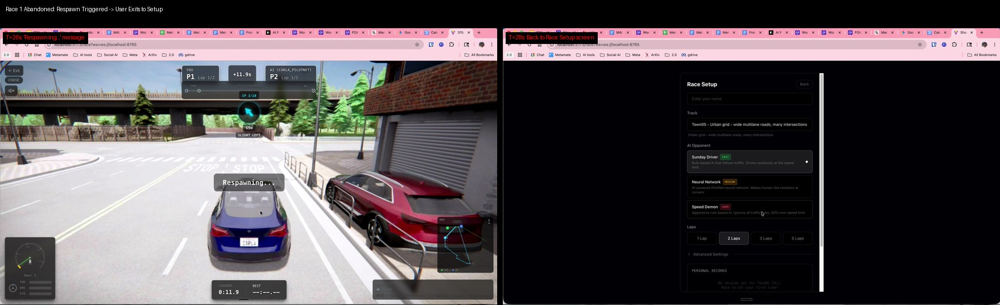 Race 1 Abandoned: Respawn Triggered -> User Exits to Setup
T=26s: 'Respawning...' message
localhost:5173/race?ws=ws://localhost:8765
2.0 Chat Metamate AI tools Social AI Meta ArXiv 2.0 gdrive All Bookmarks
← Exit
CHASE
YOU
P1 Lap 1/2
+11.9s
AI (CARLA_PILOTNET)
P2 Lap 1/2
YOU AI
CP 3/10
69m
SLIGHT LEFT
STOP STOP
Respawning...
CARLA
MAP
8
Gear 1
THR
BRK
STR
CURRENT
0:11.9
BEST
--:--.--
T=28s: Back to Race Setup screen
localhost:5173/race?ws=ws://localhost:8765
2.0 Chat Metamate AI tools Social AI Meta ArXiv 2.0 gdrive All Bookmarks
Race Setup
Back
Enter your name
Track
Town05 - Urban grid - wide multilane roads, many intersections
Urban grid - wide multilane roads, many intersections
AI Opponent
Sunday Driver EASY
Rule-based AI that follows traffic. Drives cautiously at the speed
limit.
Neural Network MEDIUM
AI-powered PilotNet neural network. Makes human-like mistakes at
corners.
Speed Demon HARD
Aggressive rule-based AI. Ignores all traffic rules, 50% over speed limit.
Laps
1 Lap
2 Laps
3 Laps
5 Laps
Advanced Settings
PERSONAL RECORDS
No records yet for Town05 (2L).
Race to set your first time!